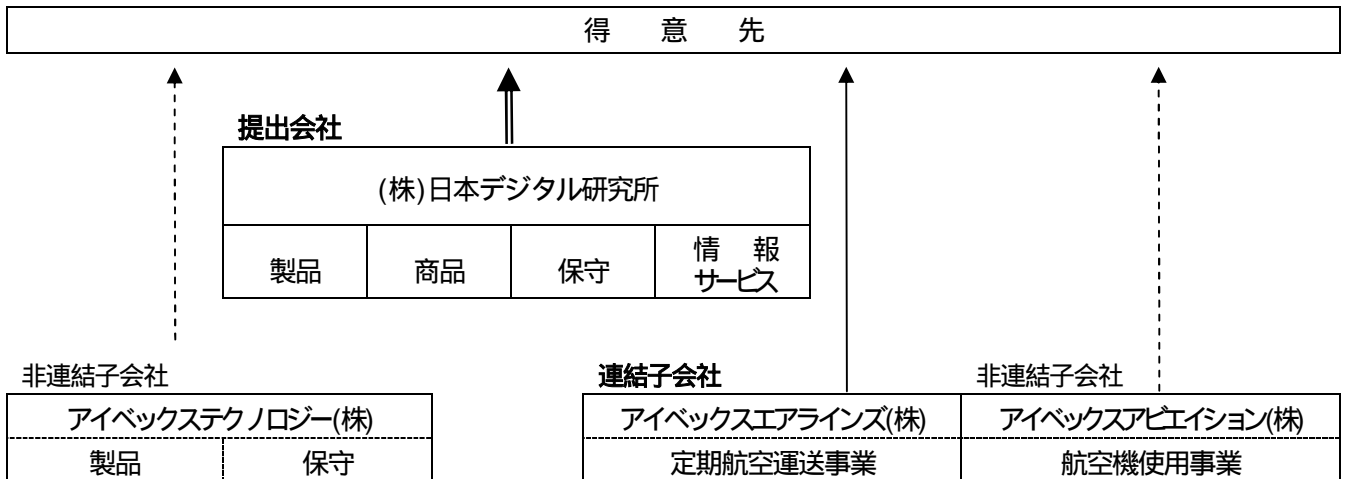 得 意 先
提出会社
(株)日本デジタル研究所
製品 商品 保守 情 報
サービス
非連結子会社 連結子会社 非連結子会社
アイベックステクノロジー(株) アイベックスエアラインズ(株) アイベックスアビエイション(株)
製品 保守 定期航空運送事業 航空機使用事業